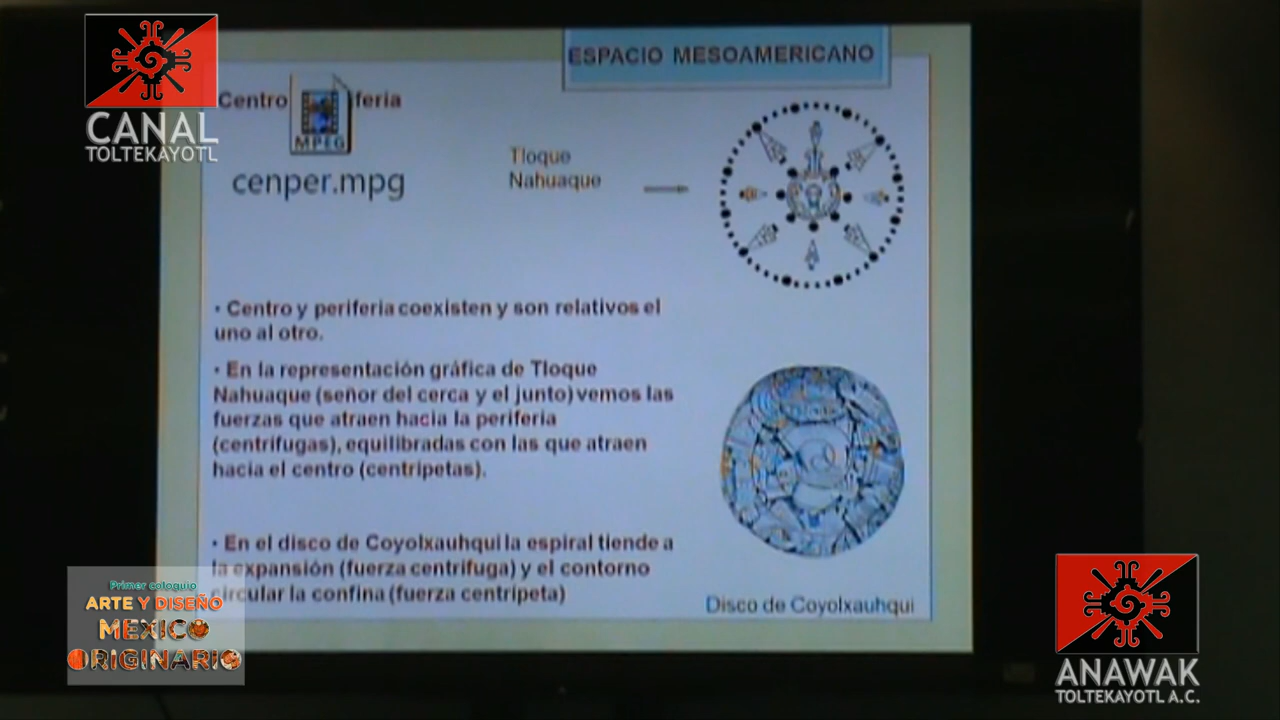 CANAL
TOLTEKAYOTL
ESPACIO MESOAMERICANO
Centro feria
MPEG
cenper.mpg
Tloque
Nahuaque
• Centro y periferia coexisten y son relativos el
uno al otro.
• En la representación gráfica de Tloque
Nahuaque (señor del cerca y el junto) vemos las
fuerzas que atraen hacia la periferia
(centrífugas), equilibradas con las que atraen
hacia el centro (centrípetas).
• En el disco de Coyolxauhqui la espiral tiende a
la expansión (fuerza centrífuga) y el contorno
circular la confina (fuerza centrípeta)
Disco de Coyolxauhqui
Primer coloquio
ARTE Y DISEÑO
MEXICO
ORIGINARIO
ANAWAK
TOLTEKAYOTL A.C.